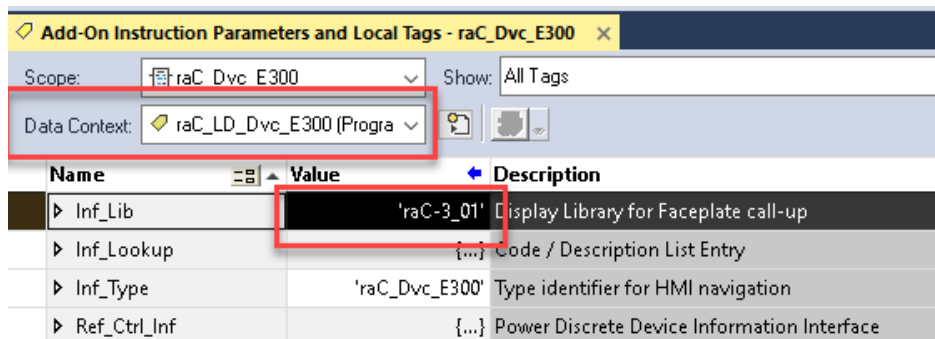 Add-On Instruction Parameters and Local Tags - raC_Dvc_E300 ×
Scope: raC_Dvc_E300 Show: All Tags
Data Context: raC_LD_Dvc_E300 (Progra
Name Value Description
Inf_Lib 'raC-3_01' Display Library for Faceplate call-up
Inf_Lookup {...} Code / Description List Entry
Inf_Type 'raC_Dvc_E300' Type identifier for HMI navigation
Ref_Ctrl_Inf {...} Power Discrete Device Information Interface